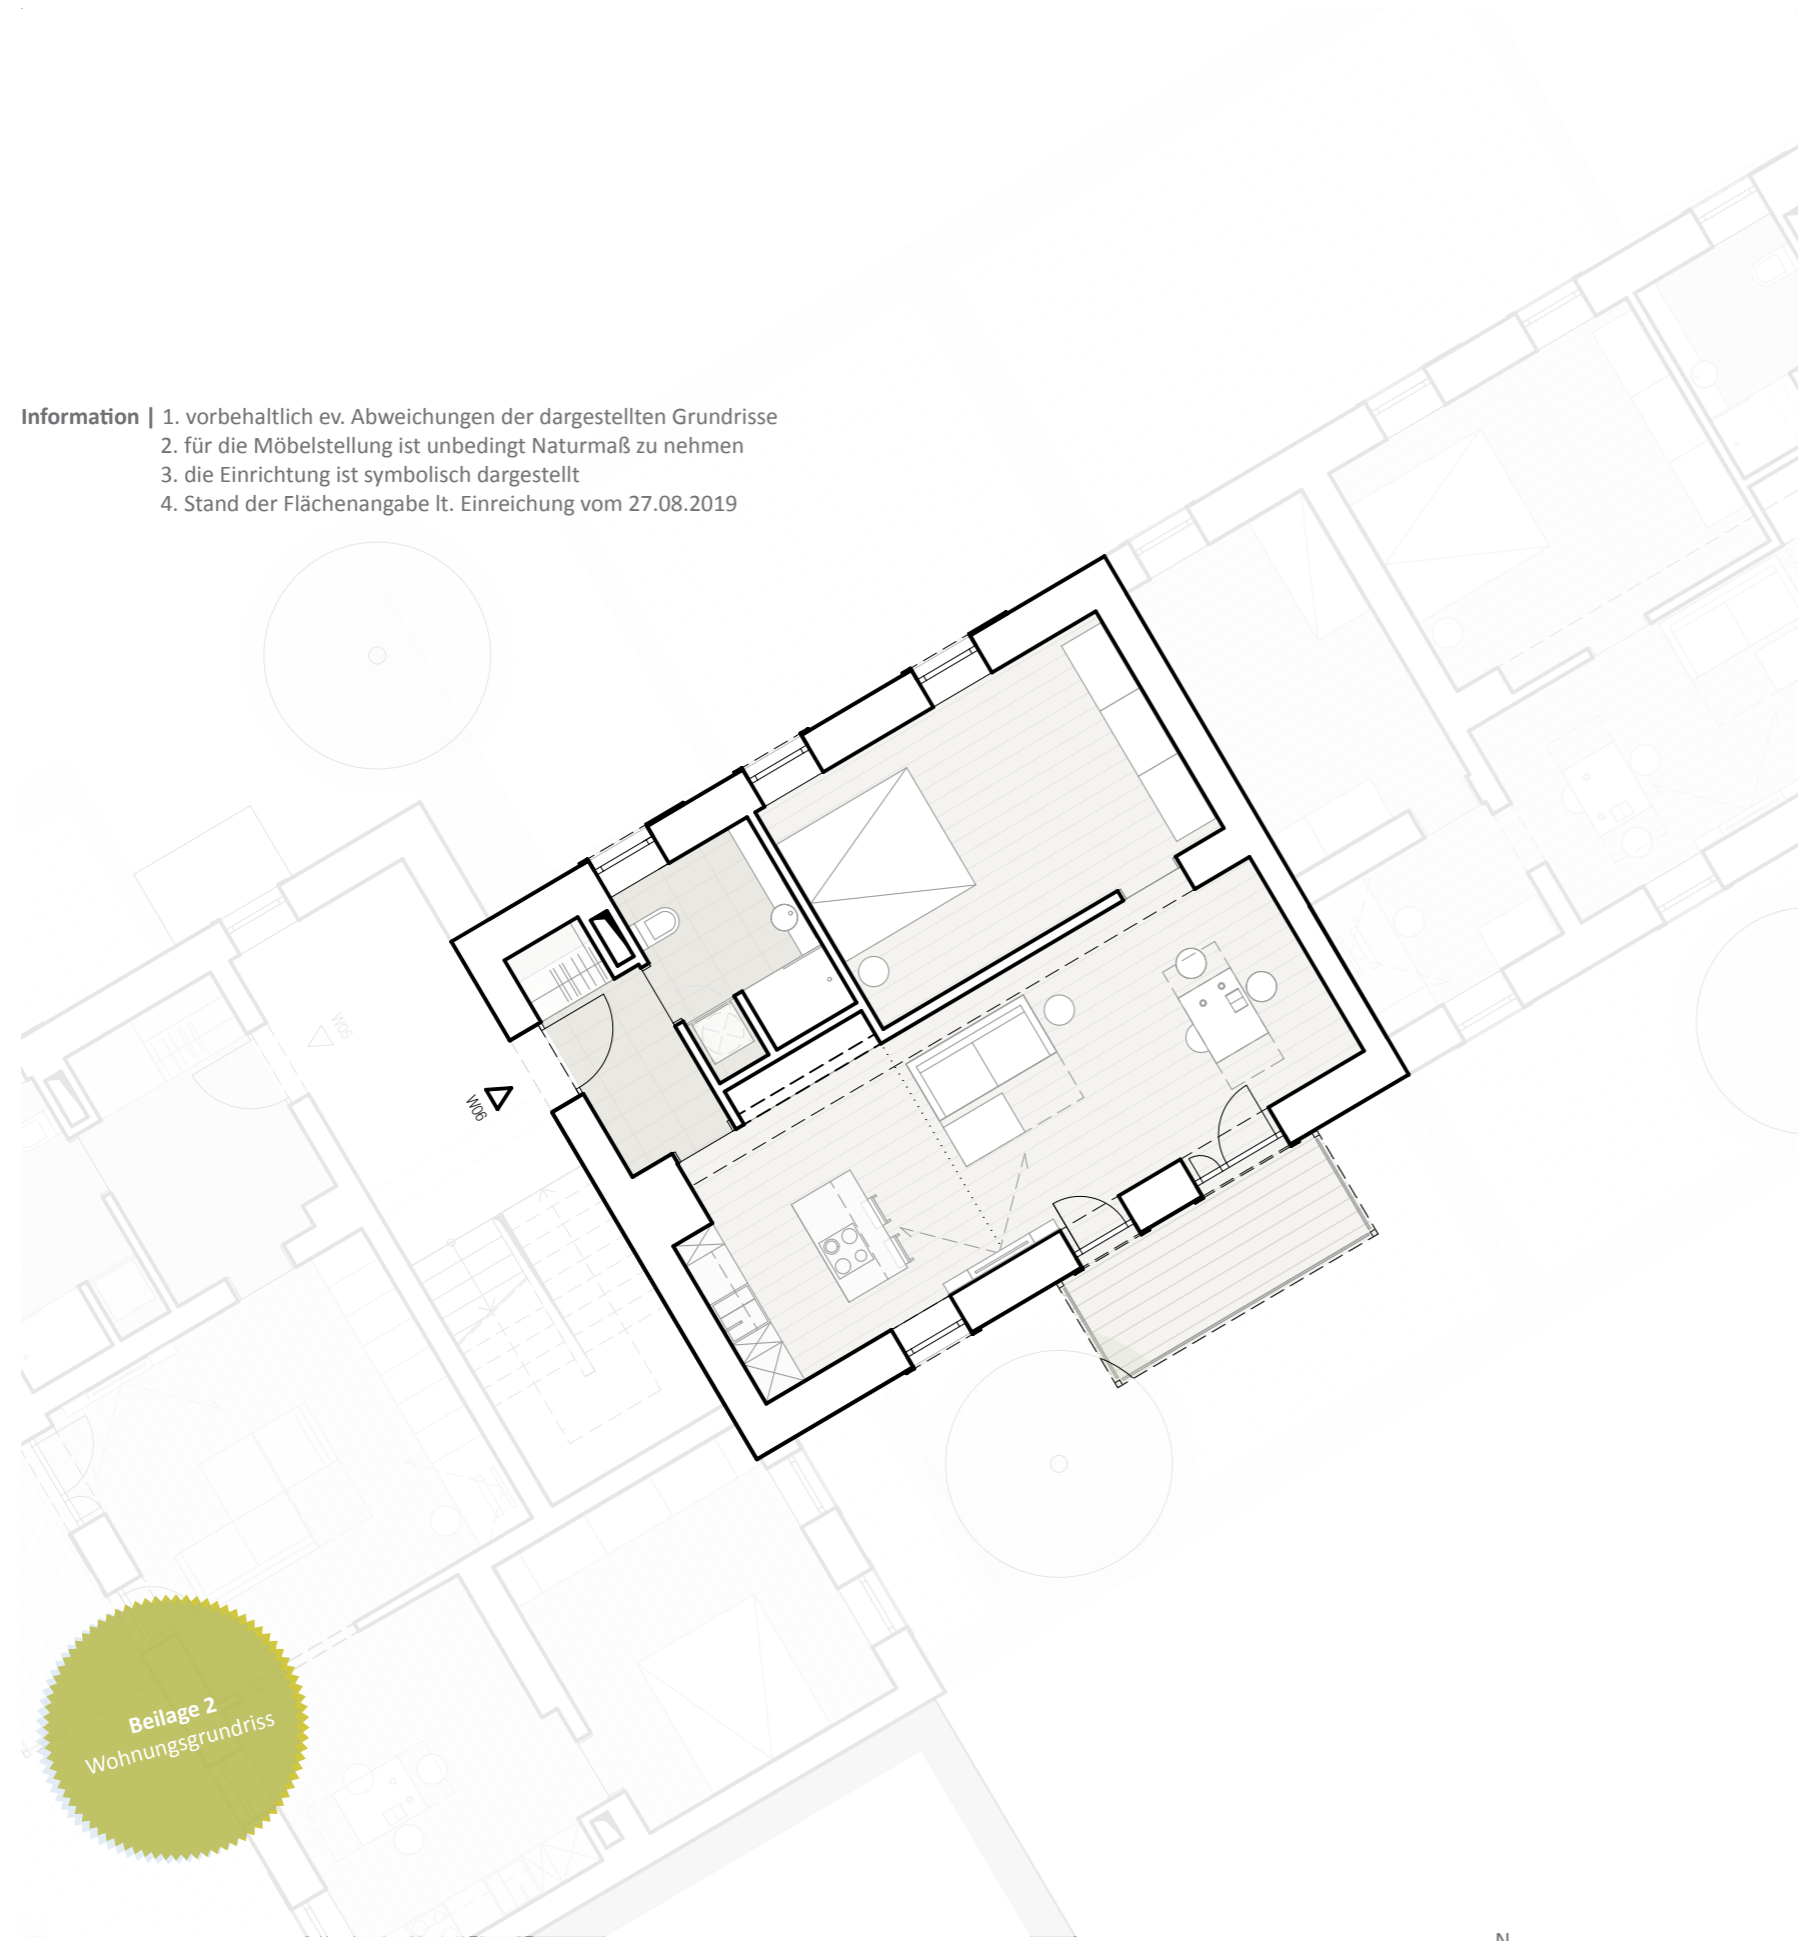 Information | 1. vorbehaltlich ev. Abweichungen der dargestellten Grundrisse
2. für die Möbelstellung ist unbedingt Naturmaß zu nehmen
3. die Einrichtung ist symbolisch dargestellt
4. Stand der Flächenangabe lt. Einreichung vom 27.08.2019
W05
W06
Beilage 2
Wohnungsgrundriss
N